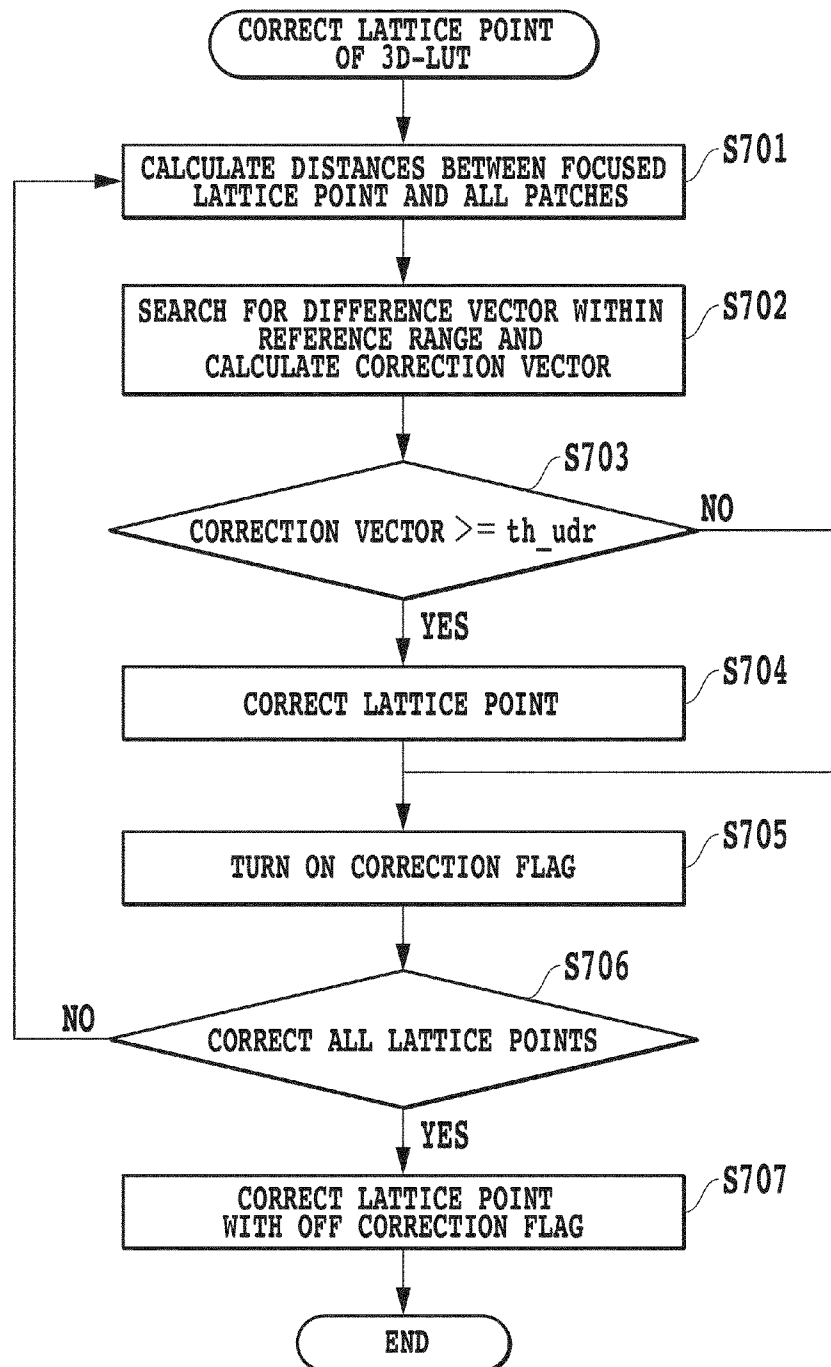 CORRECT LATTICE POINT
OF 3D-LUT
S701
CALCULATE DISTANCES BETWEEN FOCUSED
LATTICE POINT AND ALL PATCHES
S702
SEARCH FOR DIFFERENCE VECTOR WITHIN
REFERENCE RANGE AND
CALCULATE CORRECTION VECTOR
S703
CORRECTION VECTOR >= th_udr
NO
YES
S704
CORRECT LATTICE POINT
S705
TURN ON CORRECTION FLAG
S706
NO
CORRECT ALL LATTICE POINTS
YES
S707
CORRECT LATTICE POINT
WITH OFF CORRECTION FLAG
END